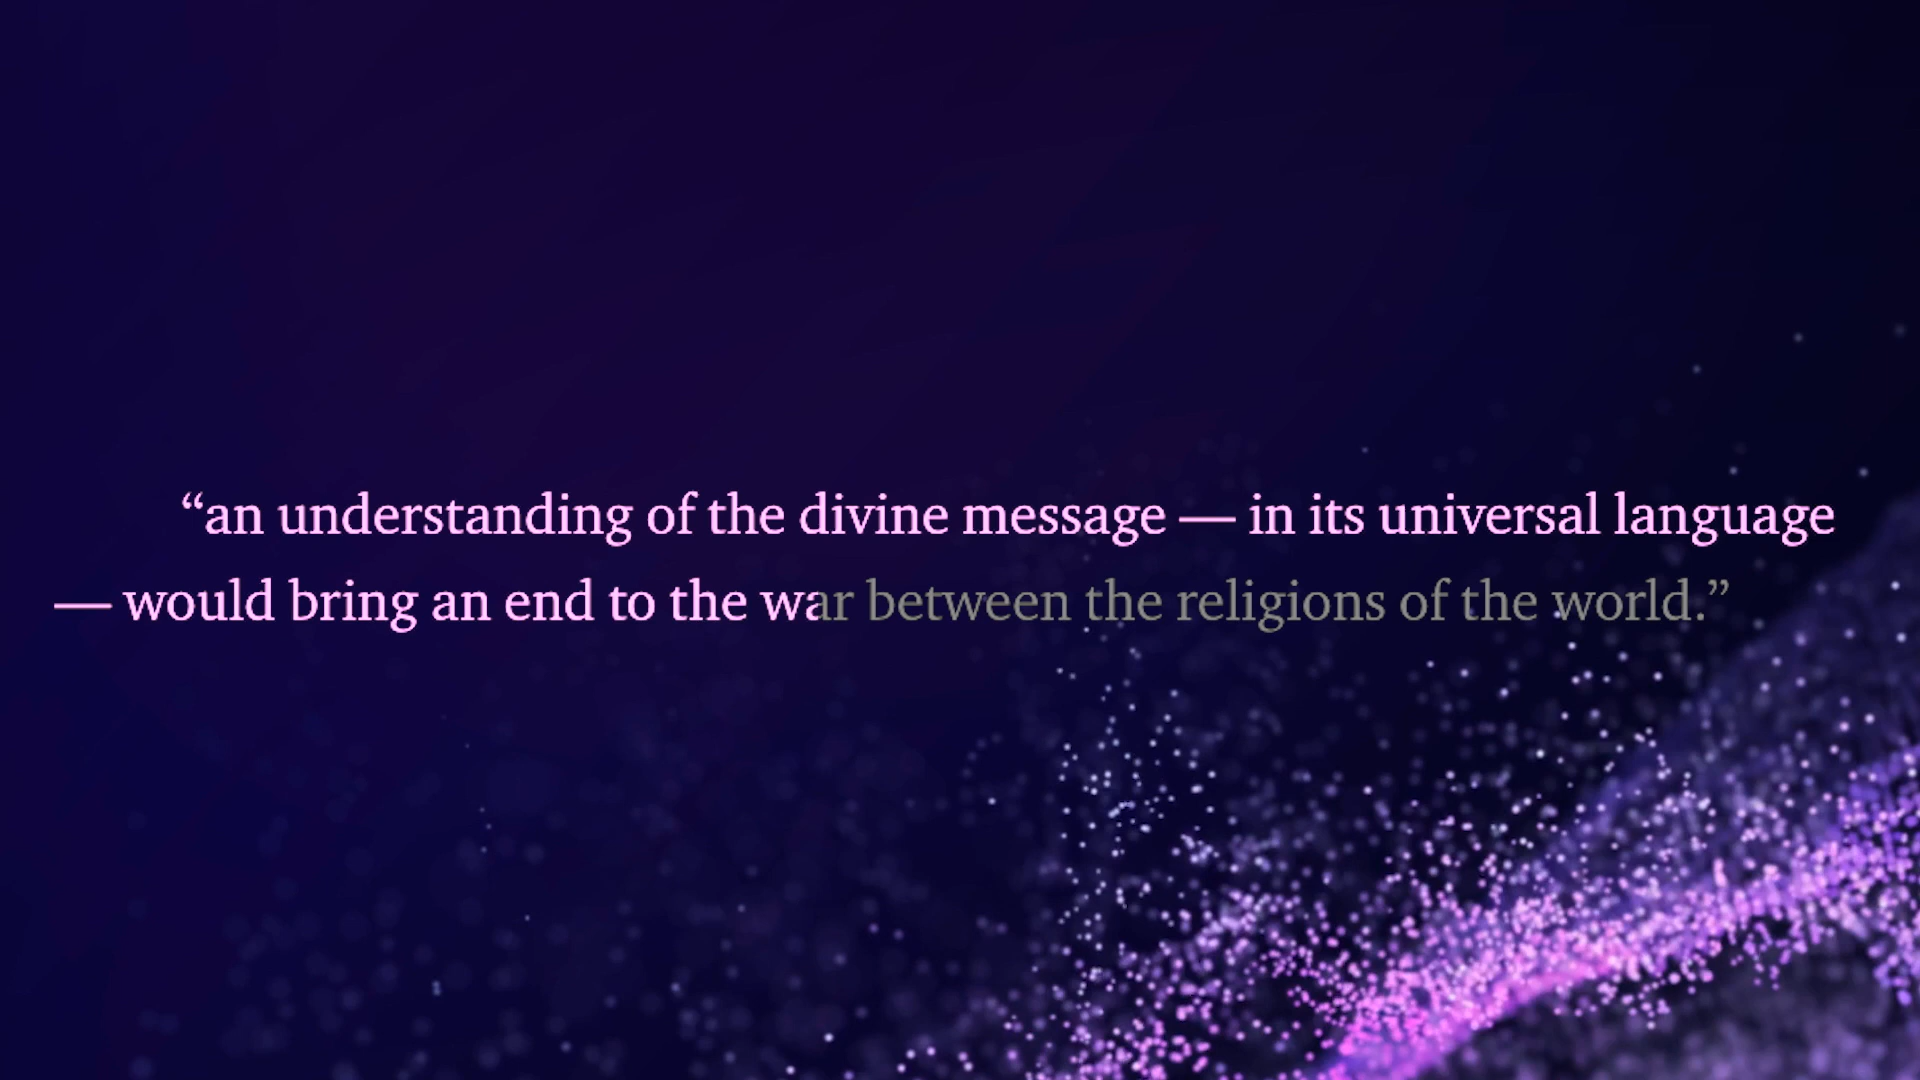 “an understanding of the divine message — in its universal language
— would bring an end to the war between the religions of the world.”